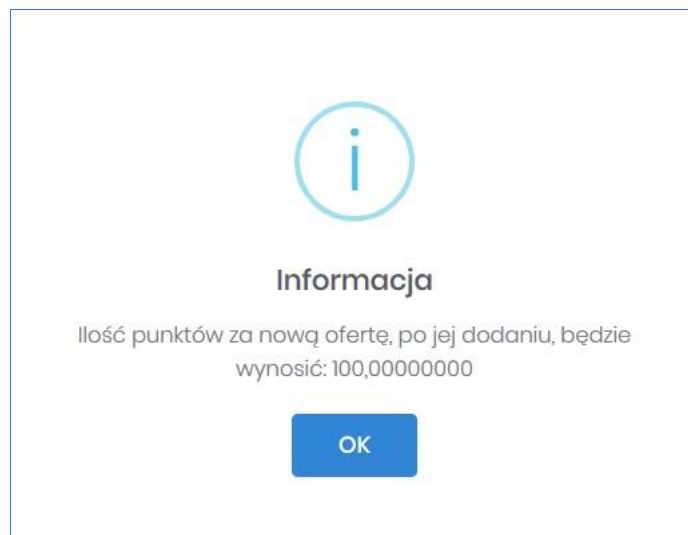 i
Informacja
Ilość punktów za nową ofertę, po jej dodaniu, będzie
wynosić: 100,00000000
OK